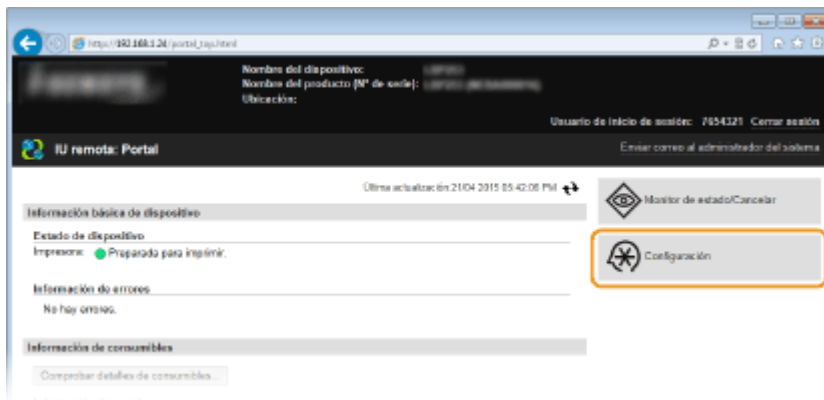 http://192.168.1.24/portal_top.html
Nombre del dispositivo:
Nombre del producto (Nº de serie):
Ubicación:
Usuario de inicio de sesión: 7654321 Cerrar sesión
IU remota: Portal
Enviar correo al administrador del sistema
Última actualización:21/04 2015 05:42:06 PM
Monitor de estado/Cancelar
Información básica de dispositivo
Estado de dispositivo
Impresora: Preparado para imprimir.
Configuración
Información de errores
No hay errores.
Información de consumibles
Comprobar detalles de consumibles...